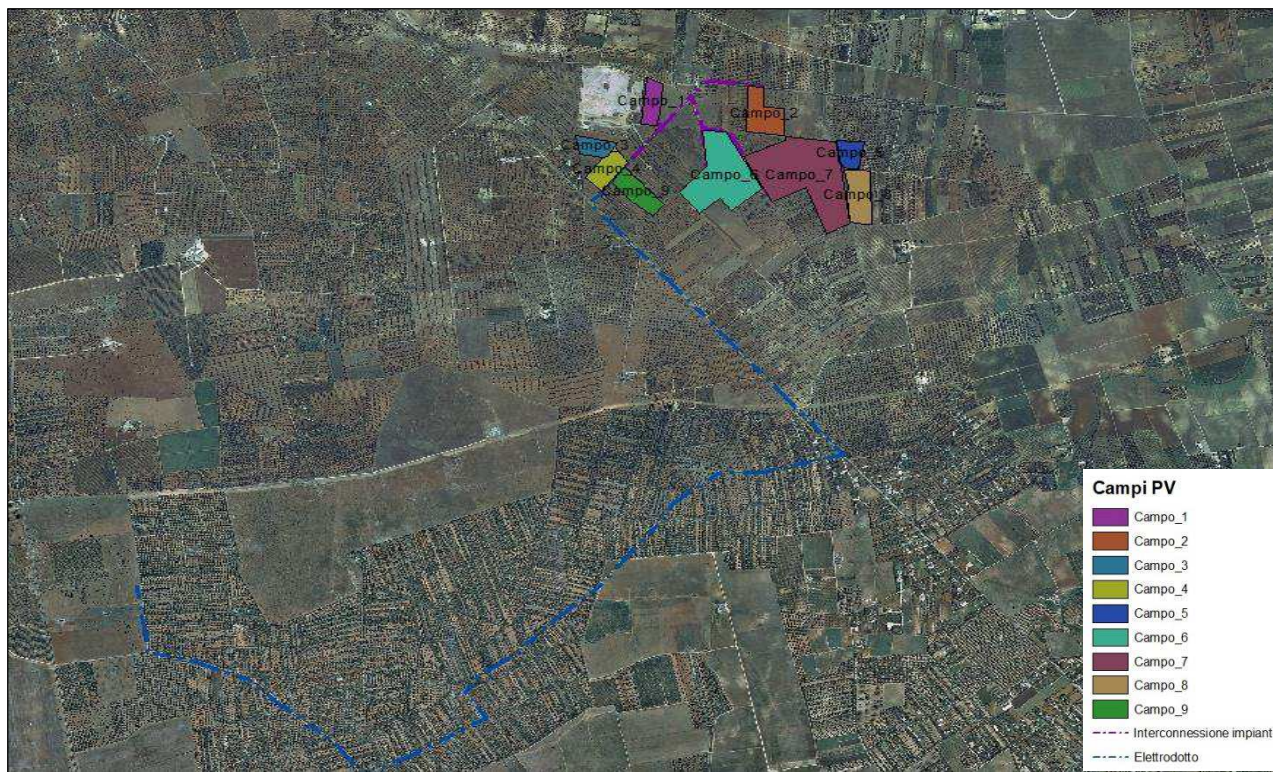 Campo_1
Campo_2
Campo_3
Campo_4
Campo_9
Campo_6
Campo_7
Campo_5
Campo_8
Campi PV
Campo_1
Campo_2
Campo_3
Campo_4
Campo_5
Campo_6
Campo_7
Campo_8
Campo_9
Interconnessione impiant
Elettrodotto